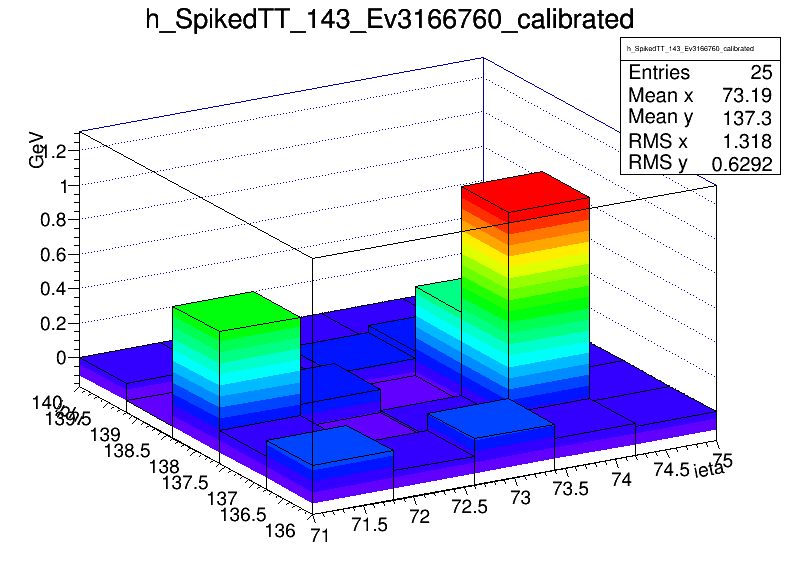 h_SpikedTT_143_Ev3166760_calibrated
h_SpikedTT_143_Ev3166760_calibrated
Entries 25
Mean x 73.19
Mean y 137.3
RMS x 1.318
RMS y 0.6292
GeV
1.2
1
0.8
0.6
0.4
0.2
0
140
139.5
139
138.5
138
137.5
137
136.5
136
71
71.5
72
72.5
73
73.5
74
74.5
75
ieta